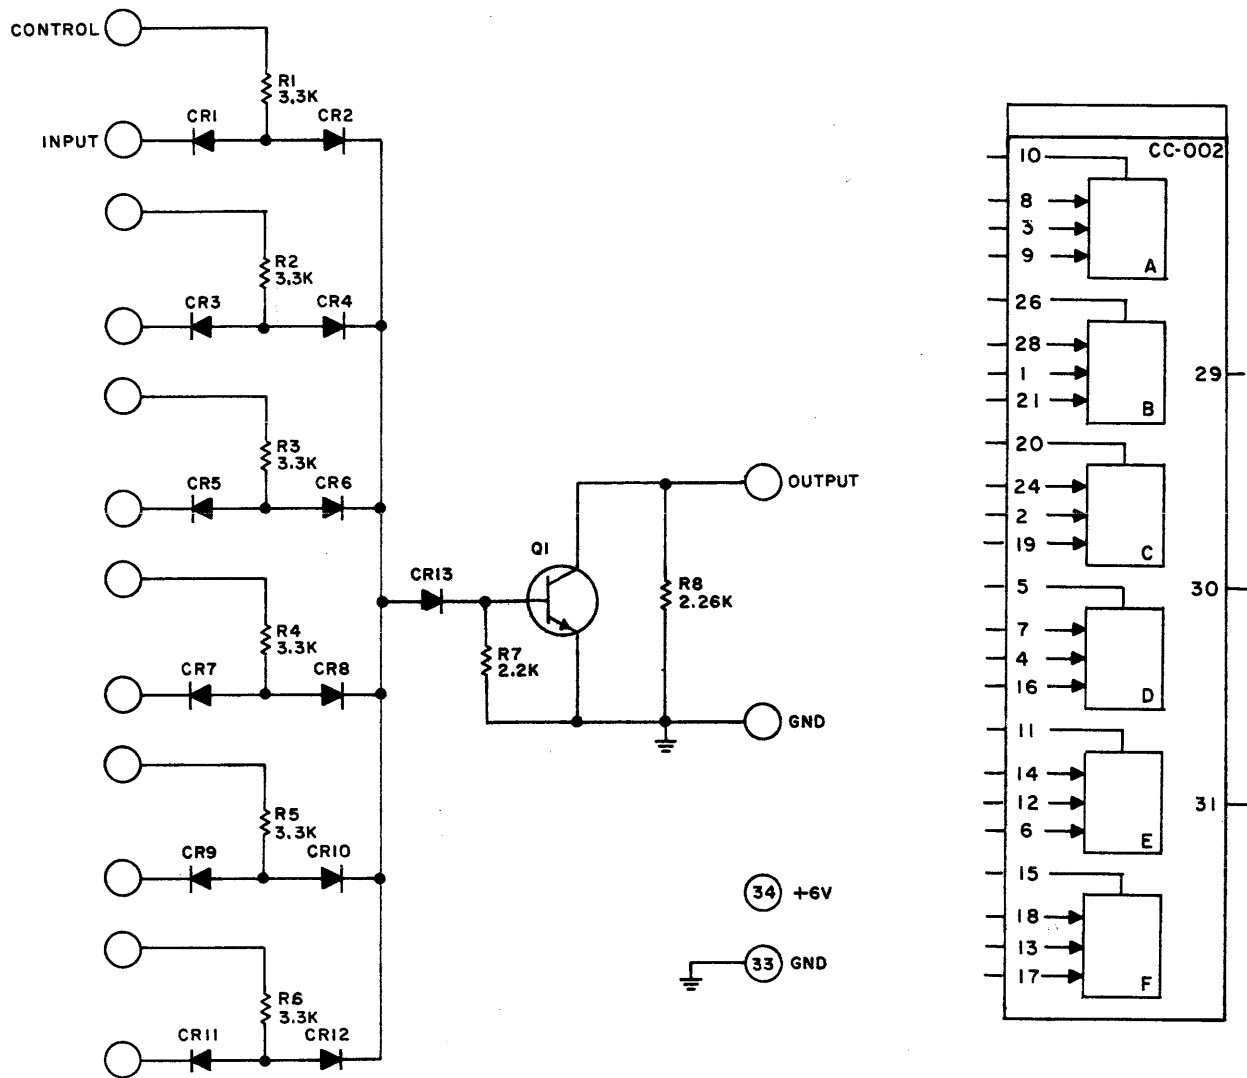 CONTROL
R1
3.3K
CR1
CR2
INPUT
R2
3.3K
CR3
CR4
R3
3.3K
CR5
CR6
R4
3.3K
CR7
CR8
R5
3.3K
CR9
CR10
R6
3.3K
CR11
CR12
CR13
Q1
R7
2.2K
R8
2.26K
OUTPUT
GND
34 +6V
33 GND
CC-002
10
8
3
9
A
26
28
1
21
B
29
20
24
2
19
C
5
30
7
4
16
D
11
14
12
31
6
E
15
18
13
17
F